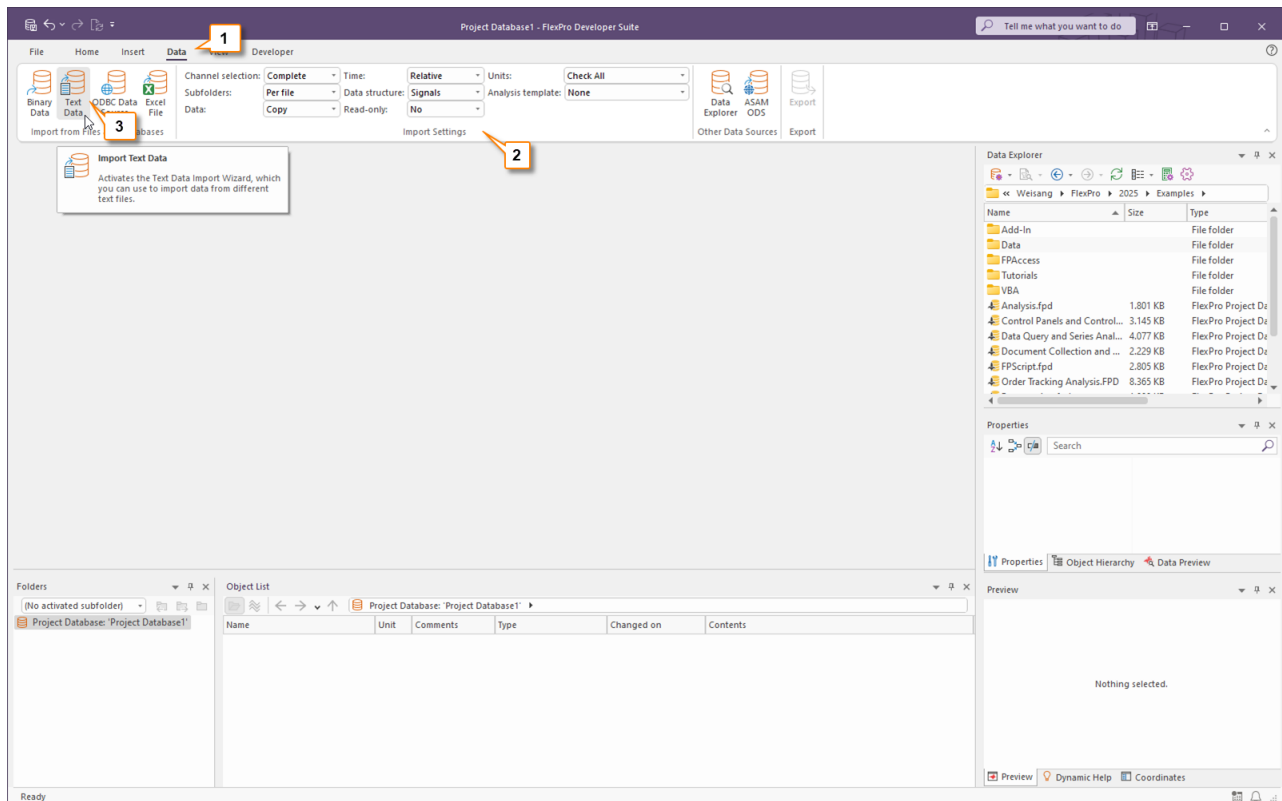 Project Database1 - FlexPro Developer Suite
Tell me what you want to do
1
File Home Insert Data View Developer
Channel selection: Complete Time: Relative Units: Check All
Subfolders: Per file Data structure: Signals Analysis template: None
Data: Copy Read-only: No
Binary Data
Text Data
ODBC Data Source
Excel File
Data Explorer
ASAM ODS
Export
3
Import from Files
Import Settings
Other Data Sources
Export
2
Import Text Data
Activates the Text Data Import Wizard, which
you can use to import data from different
text files.
Data Explorer
« Weisang FlexPro 2025 Examples
Name Size Type
Add-In File folder
Data File folder
FPAccess File folder
Tutorials File folder
VBA File folder
Analysis.fpd 1.801 KB FlexPro Project Da
Control Panels and Control... 3.145 KB FlexPro Project Da
Data Query and Series Anal... 4.077 KB FlexPro Project Da
Document Collection and ... 2.229 KB FlexPro Project Da
FPScript.fpd 2.805 KB FlexPro Project Da
Order Tracking Analysis.FPD 8.365 KB FlexPro Project Da
Properties
Search
Properties Object Hierarchy Data Preview
Folders
(No activated subfolder)
Project Database: 'Project Database1'
Object List
Project Database: 'Project Database1'
Name Unit Comments Type Changed on Contents
Preview
Nothing selected.
Preview Dynamic Help Coordinates
Ready